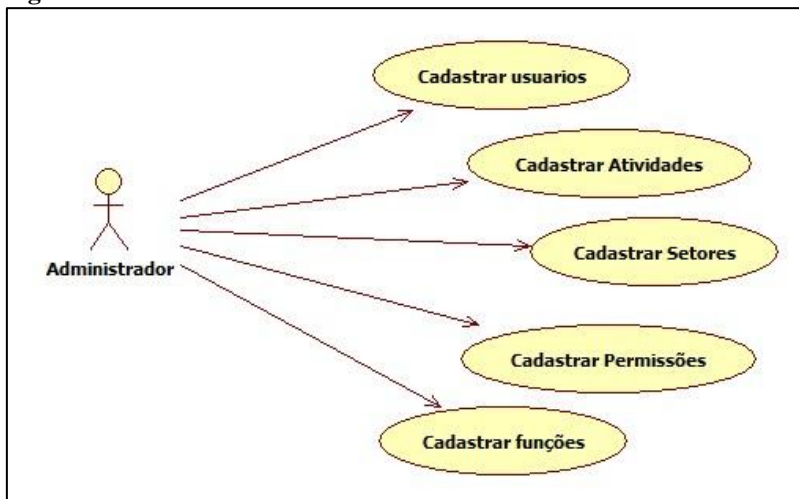 Cadastrar usuarios
Cadastrar Atividades
Cadastrar Setores
Administrador
Cadastrar Permissões
Cadastrar funções